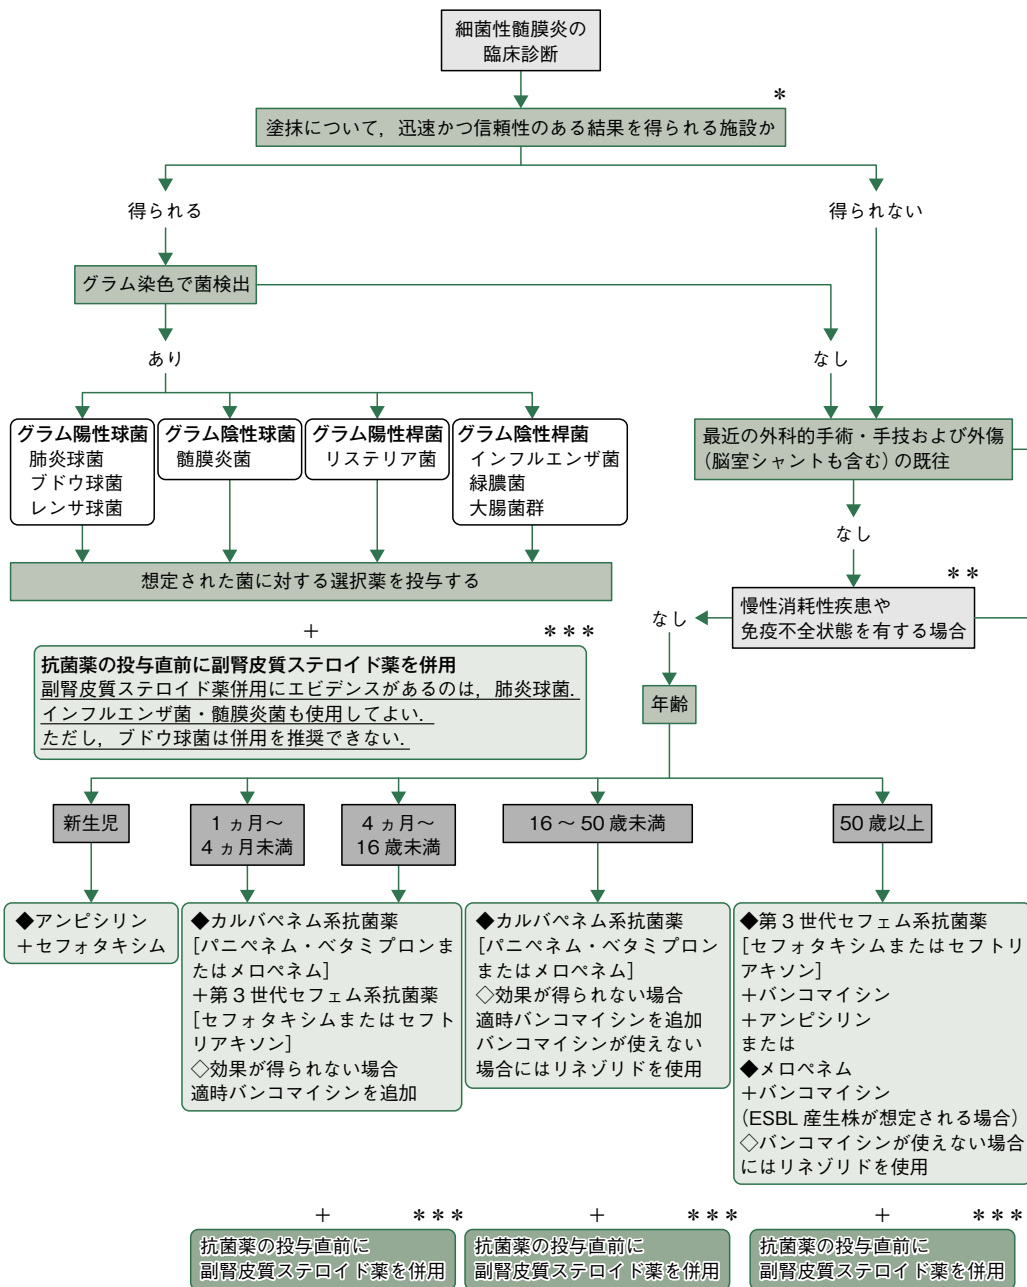 細菌性髄膜炎の
臨床診断
*
塗抹について，迅速かつ信頼性のある結果を得られる施設か
得られる
得られない
グラム染色で菌検出
あり
なし
グラム陽性球菌
肺炎球菌
ブドウ球菌
レンサ球菌
グラム陰性球菌
髄膜炎菌
グラム陽性桿菌
リステリア菌
グラム陰性桿菌
インフルエンザ菌
緑膿菌
大腸菌群
最近の外科的手術・手技および外傷
(脳室シャントも含む)の既往
なし
想定された菌に対する選択薬を投与する
**
慢性消耗性疾患や
免疫不全状態を有する場合
なし
年齢
+
***
抗菌薬の投与直前に副腎皮質ステロイド薬を併用
副腎皮質ステロイド薬併用にエビデンスがあるのは，肺炎球菌．
インフルエンザ菌・髄膜炎菌も使用してよい．
ただし，ブドウ球菌は併用を推奨できない．
新生児
1ヵ月～
4ヵ月未満
4ヵ月～
16歳未満
16～50歳未満
50歳以上
◆アンピシリン
＋セフォタキシム
◆カルバペネム系抗菌薬
[パニペネム・ベタミプロンま
たはメロペネム]
＋第3世代セフェム系抗菌薬
[セフォタキシムまたはセフト
リアキソン]
◇効果が得られない場合
適時バンコマイシンを追加
◆カルバペネム系抗菌薬
[パニペネム・ベタミプロン
またはメロペネム]
◇効果が得られない場合
適時バンコマイシンを追加
バンコマイシンが使えない
場合にはリネゾリドを使用
◆第3世代セフェム系抗菌薬
[セフォタキシムまたはセフトリ
アキソン]
＋バンコマイシン
＋アンピシリン
または
◆メロペネム
＋バンコマイシン
(ESBL産生株が想定される場合)
◇バンコマイシンが使えない場合
にはリネゾリドを使用
+
***
抗菌薬の投与直前に
副腎皮質ステロイド薬を併用
+
***
抗菌薬の投与直前に
副腎皮質ステロイド薬を併用
+
***
抗菌薬の投与直前に
副腎皮質ステロイド薬を併用